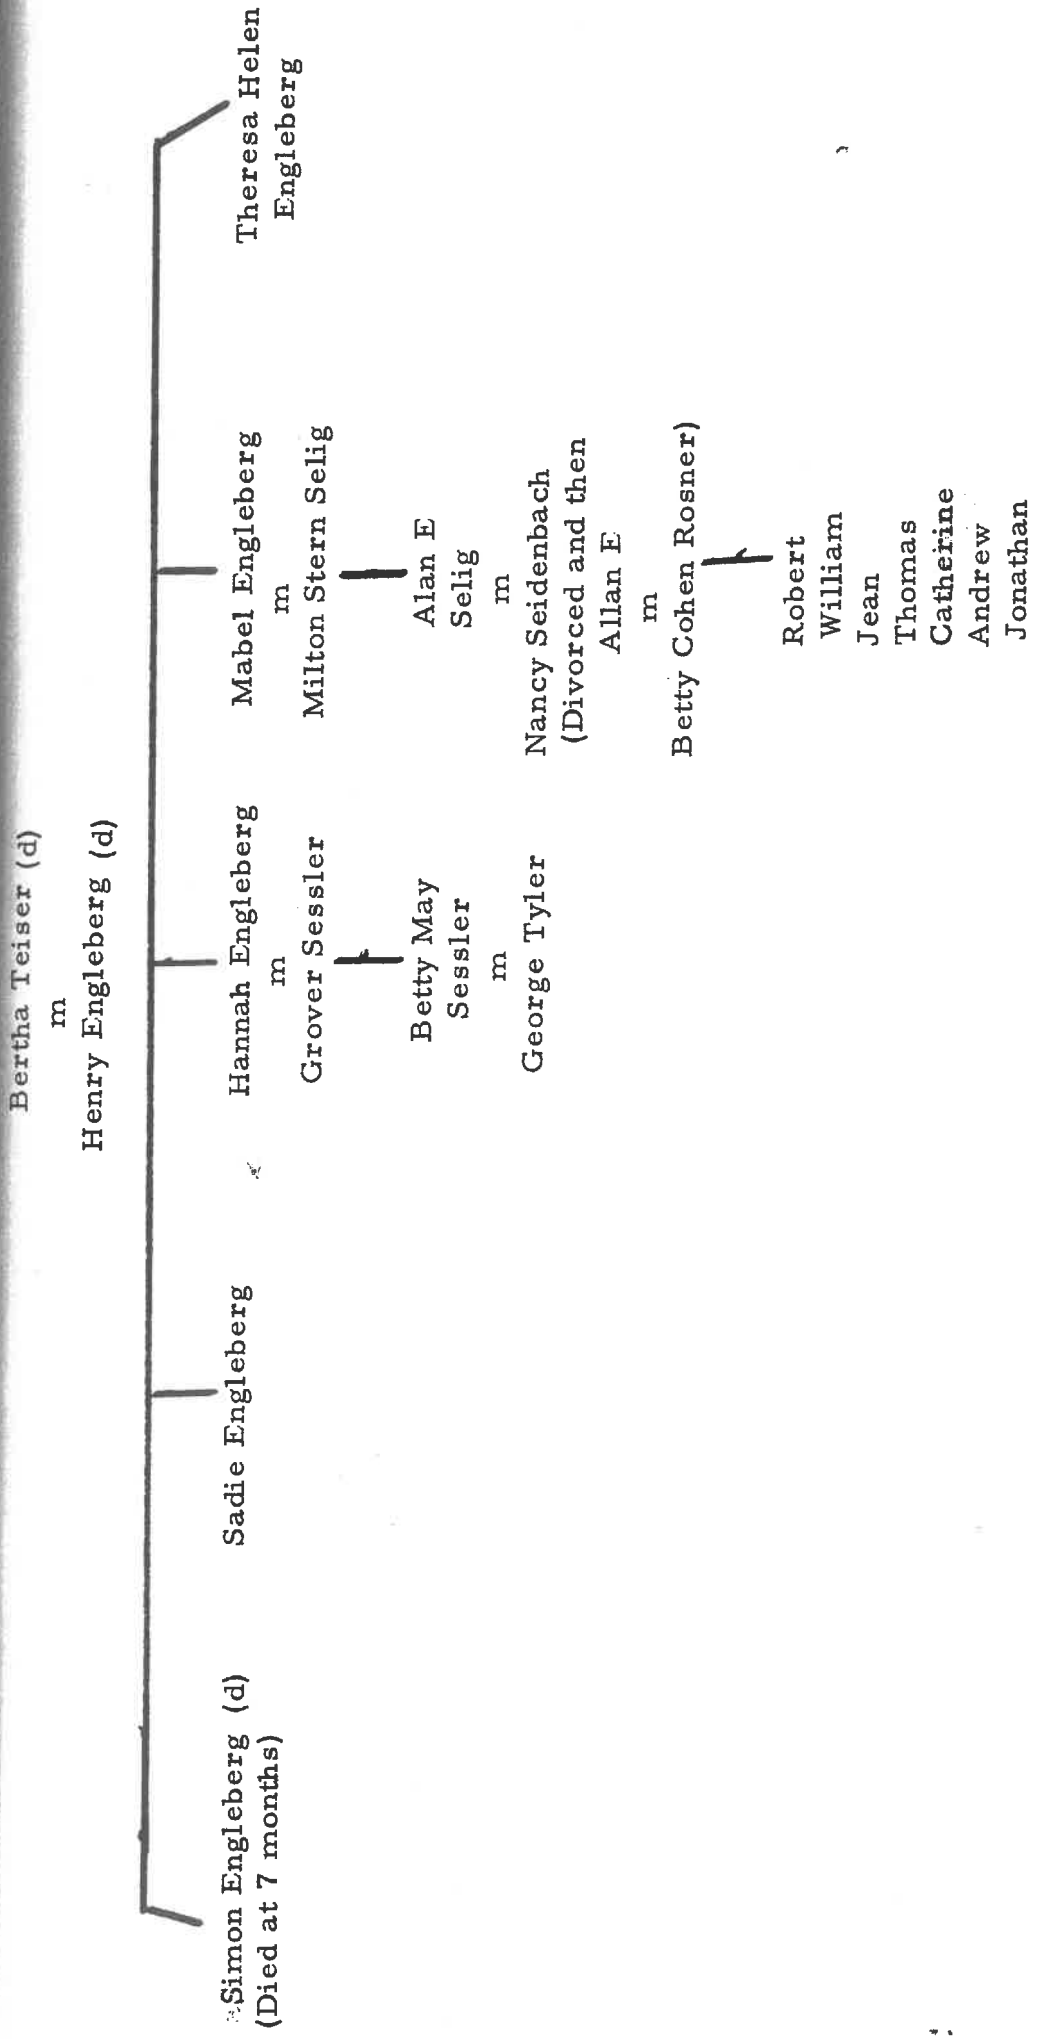 Bertha Teiser (d)
m
Henry Engleberg (d)
Simon Engleberg (d)
(Died at 7 months)
Sadie Engleberg
Hannah Engleberg
m
Grover Sessler
Betty May
Sessler
m
George Tyler
Mabel Engleberg
m
Milton Stern Selig
Alan E
Selig
m
Nancy Seidenbach
(Divorced and then
Allan E
m
Betty Cohen Rosner)
Robert
William
Jean
Thomas
Catherine
Andrew
Jonathan
Theresa Helen
Engleberg